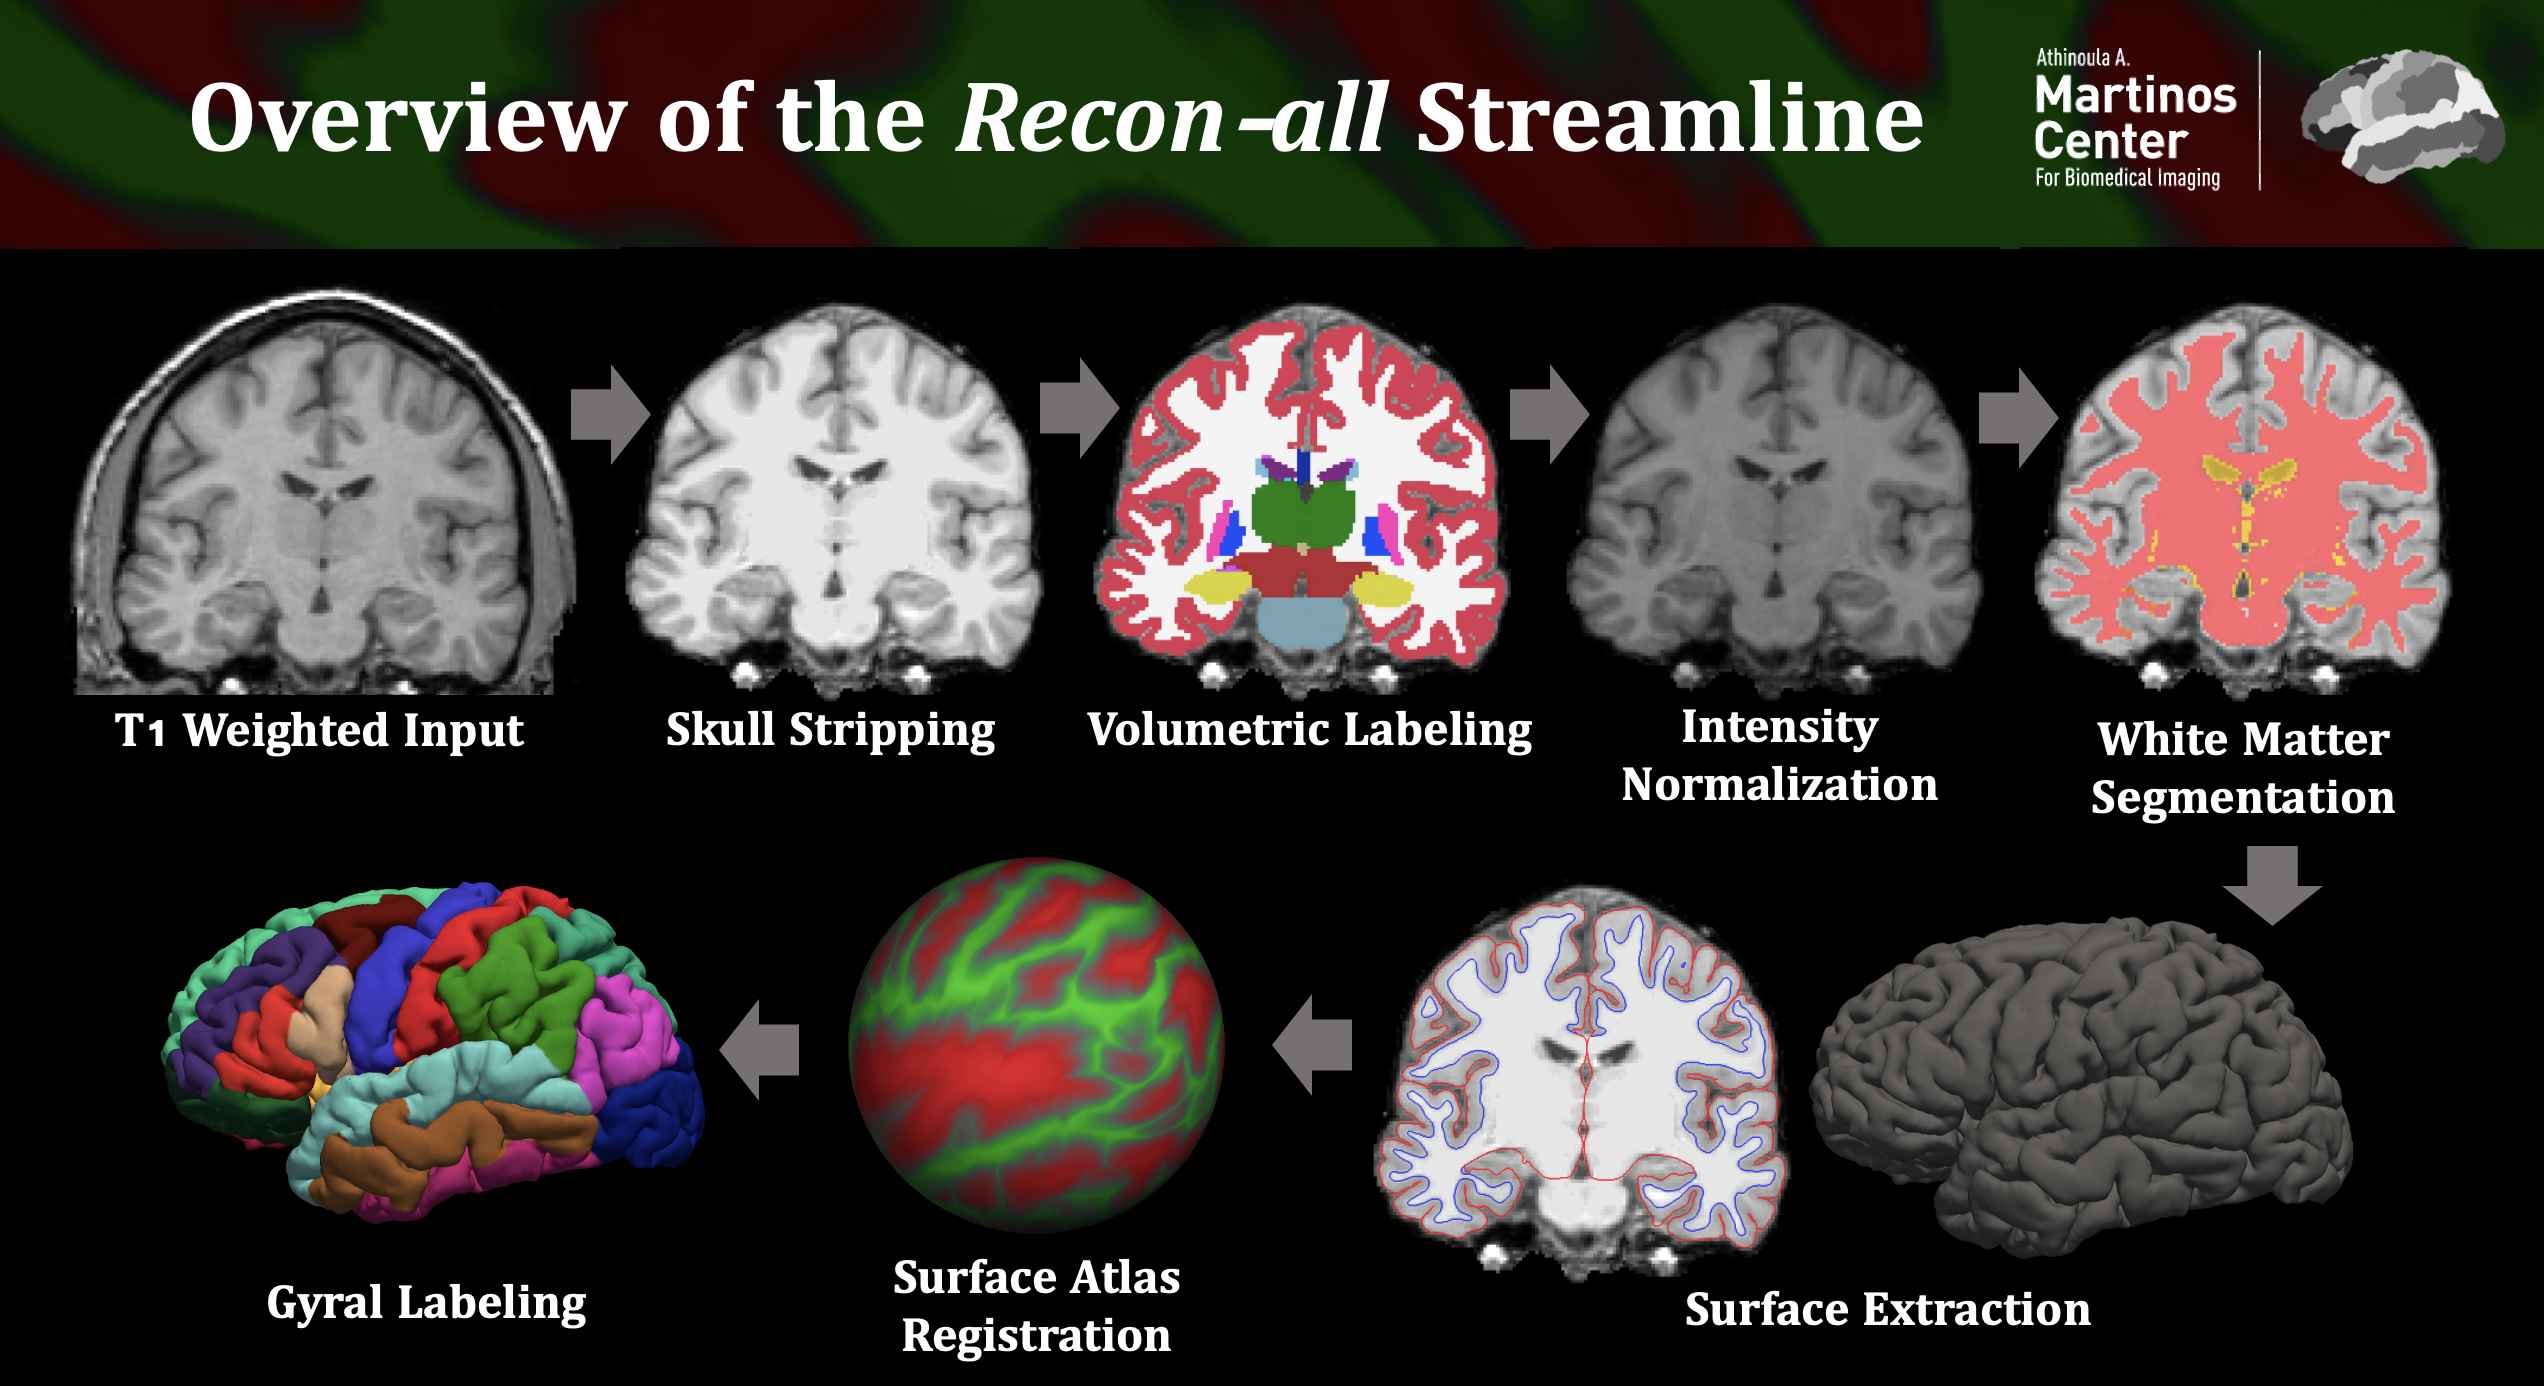 Overview of the Recon-all Streamline
Athinoula A.
Martinos
Center
For Biomedical Imaging
T1 Weighted Input
Skull Stripping
Volumetric Labeling
Intensity
Normalization
White Matter
Segmentation
Gyral Labeling
Surface Atlas
Registration
Surface Extraction